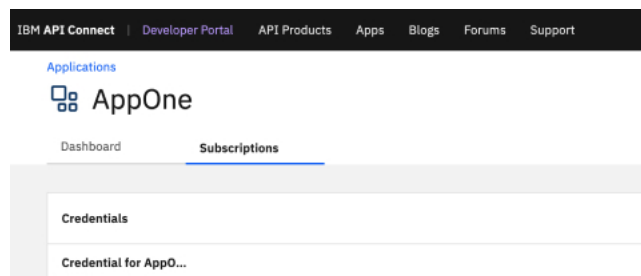 IBM API Connect | Developer Portal API Products Apps Blogs Forums Support
Applications
AppOne
Dashboard Subscriptions
Credentials
Credential for AppO...